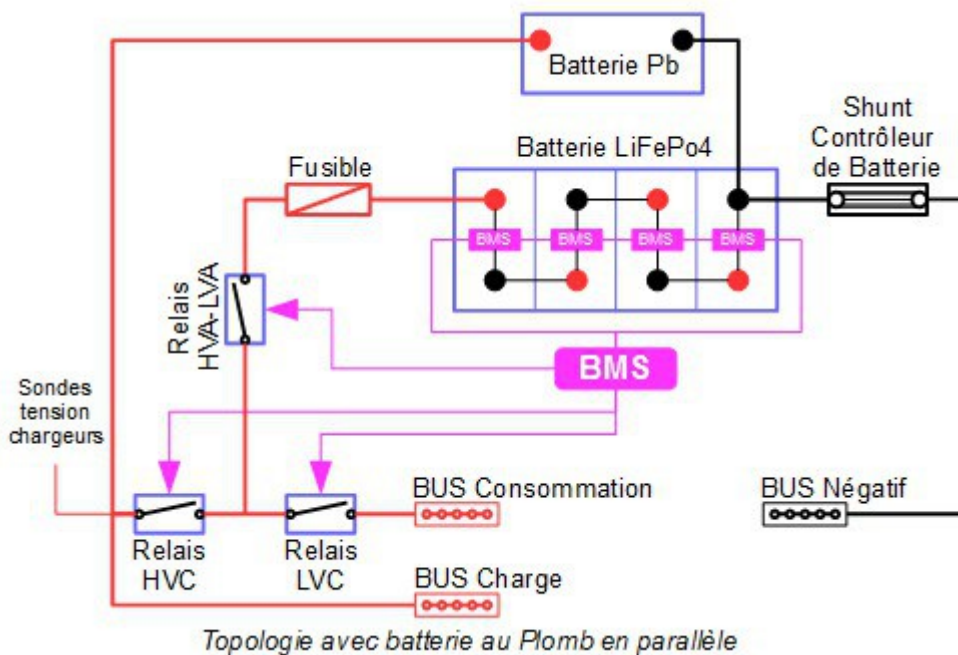 Batterie Pb
Shunt
Contrôleur
de Batterie
Batterie LiFePo4
Fusible
BMS
BMS
BMS
BMS
Relais
HVA-LVA
BMS
Sondes
tension
chargeurs
BUS Consommation
BUS Négatif
Relais
HVC
Relais
LVC
BUS Charge
Topologie avec batterie au Plomb en parallèle